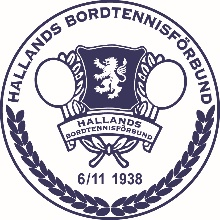 HALLANDS BORDTENNISFÖRBUND
HALLANDS
BORDTENNISFÖRBUND
6/11 1938